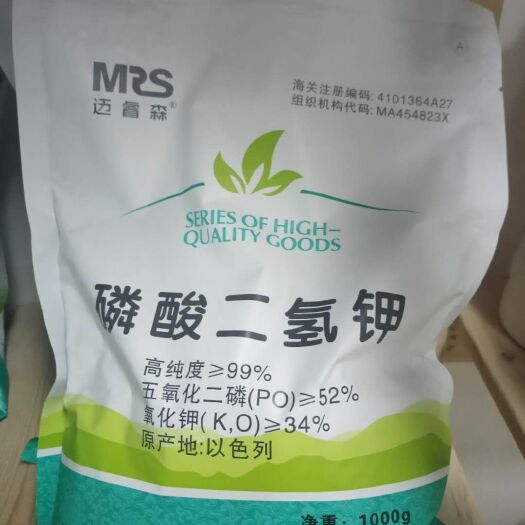 A
MRS
迈睿森®
海关注册编码: 4101364A27
组织机构代码: MA454823X
SERIES OF HIGH-
QUALITY GOODS
磷酸二氢钾
高纯度≥99%
五氧化二磷(PO)≥52%
氧化钾(K,O)≥34%
原产地:以色列
净重: 1000g